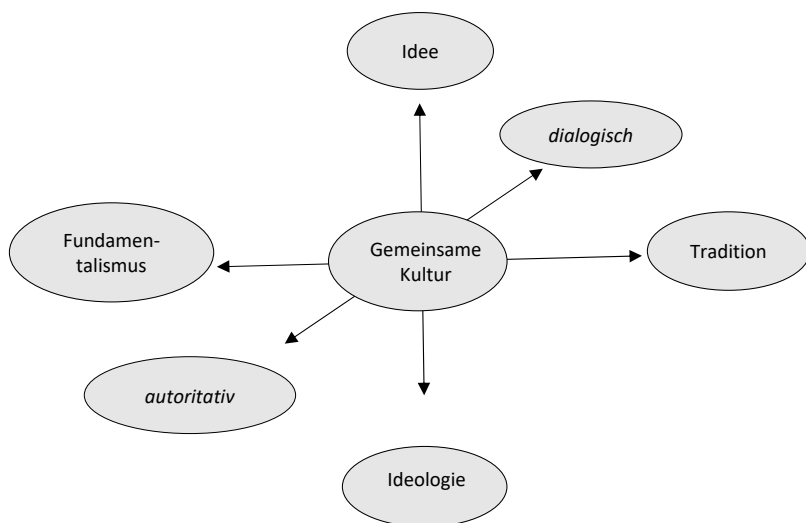 Idee
dialogisch
Fundamen-
talismus
Gemeinsame
Kultur
Tradition
autoritativ
Ideologie